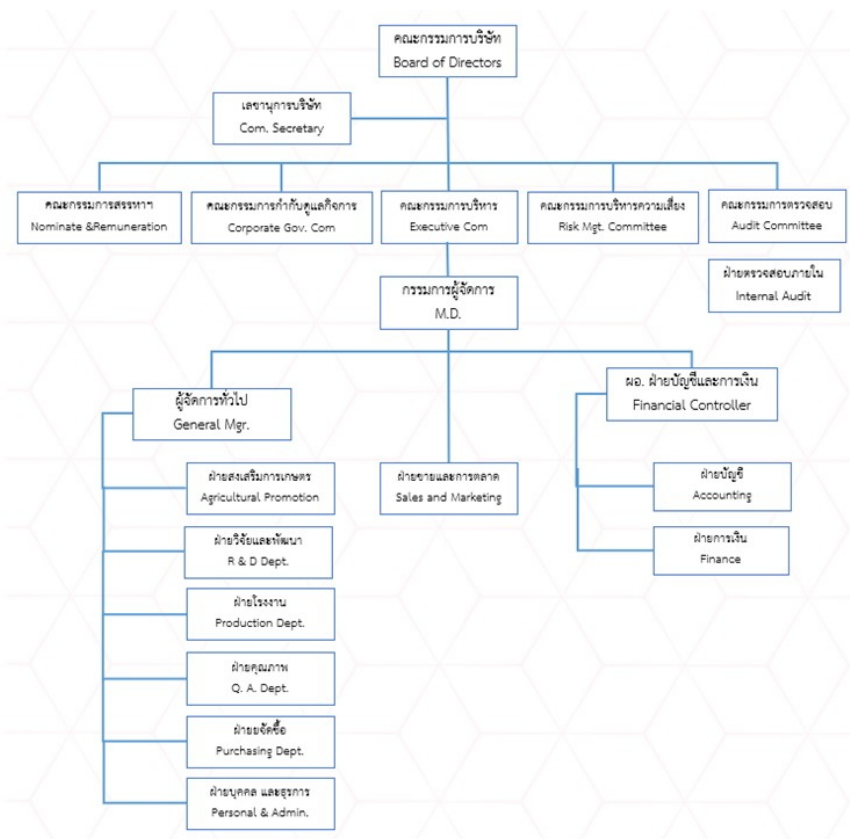 คณะกรรมการบริษัท
Board of Directors
เลขานุการบริษัท
Com. Secretary
คณะกรรมการสรรหาฯ
Nominate &Remuneration
คณะกรรมการกำกับดูแลกิจการ
Corporate Gov. Com
คณะกรรมการบริหาร
Executive Com
คณะกรรมการบริหารความเสี่ยง
Risk Mgt. Committee
คณะกรรมการตรวจสอบ
Audit Committee
ฝ่ายตรวจสอบภายใน
Internal Audit
กรรมการผู้จัดการ
M.D.
ผู้จัดการทั่วไป
General Mgr.
ผอ. ฝ่ายบัญชีและการเงิน
Financial Controller
ฝ่ายส่งเสริมการเกษตร
Agricultural Promotion
ฝ่ายขายและการตลาด
Sales and Marketing
ฝ่ายบัญชี
Accounting
ฝ่ายวิจัยและพัฒนา
R & D Dept.
ฝ่ายการเงิน
Finance
ฝ่ายโรงงาน
Production Dept.
ฝ่ายคุณภาพ
Q. A. Dept.
ฝ่ายยจัดซื้อ
Purchasing Dept.
ฝ่ายบุคคล และธุรการ
Personal & Admin.